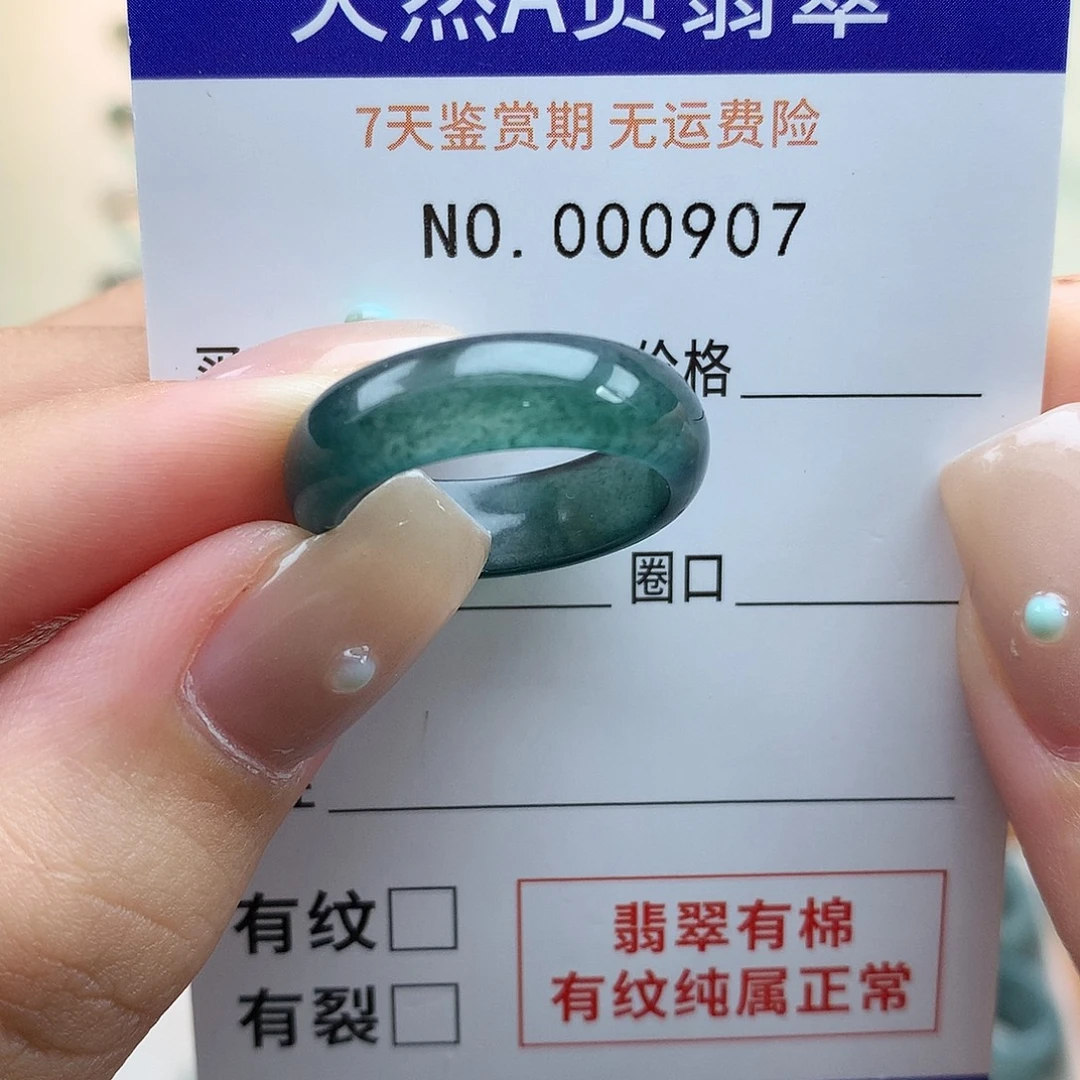 天然A货翡翠
7天鉴赏期 无运费险
NO.000907
价格
圈口
有纹
有裂
翡翠有棉
有纹纯属正常